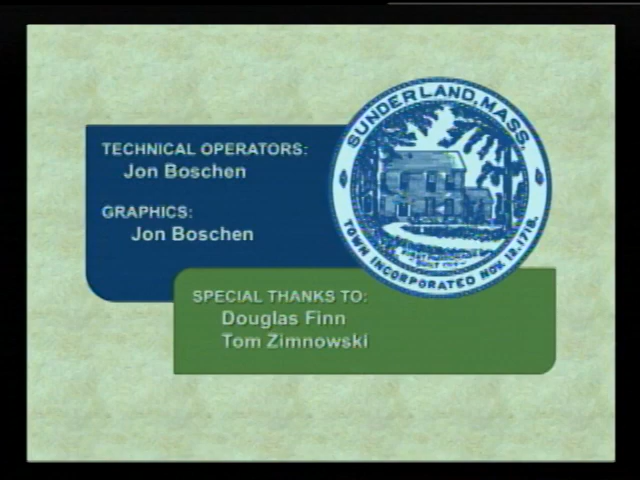 TECHNICAL OPERATORS:
Jon Boschen
GRAPHICS:
Jon Boschen
SPECIAL THANKS TO:
Douglas Finn
Tom Zimnowski
SUNDERLAND, MASS.
TOWN INCORPORATED NOV. 12, 1718.